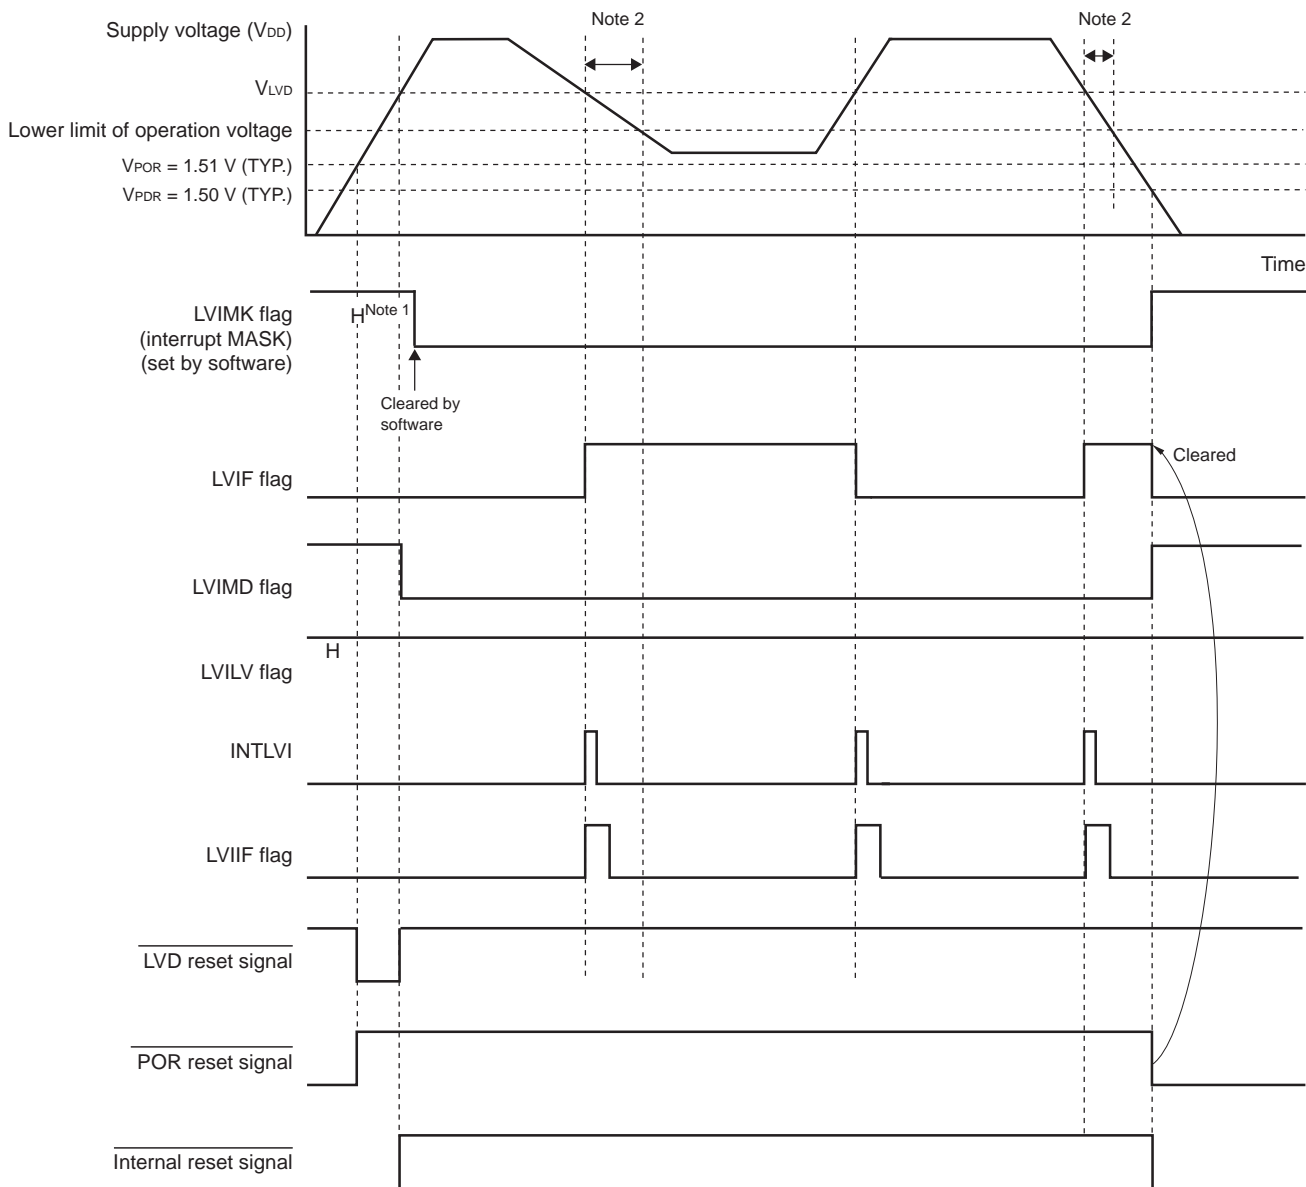 Note 2
Note 2
Supply voltage (VDD)
VLVD
Lower limit of operation voltage
VPOR = 1.51 V (TYP.)
VPDR = 1.50 V (TYP.)
Time
LVIMK flag
(interrupt MASK)
(set by software)
H Note 1
Cleared by
software
LVIF flag
Cleared
LVIMD flag
H
LVILV flag
INTLVI
LVIIF flag
LVD reset signal
POR reset signal
Internal reset signal